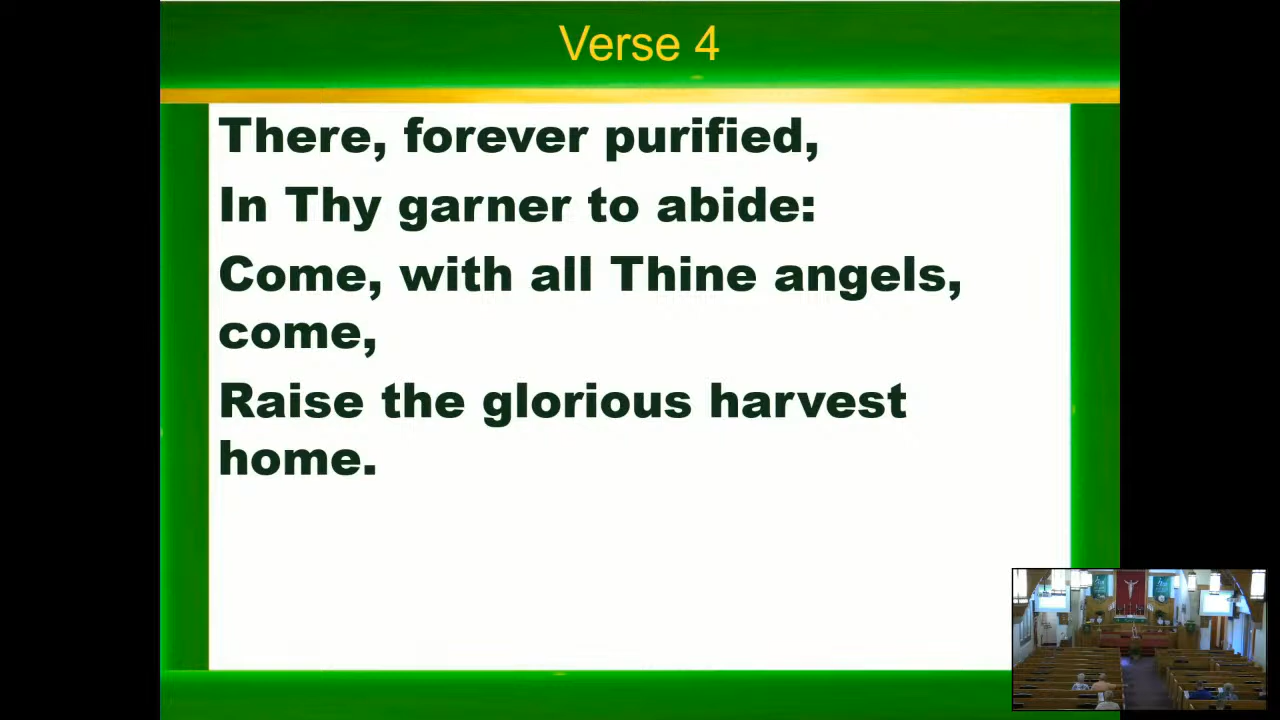 Verse 4
There, forever purified,
In Thy garner to abide:
Come, with all Thine angels,
come,
Raise the glorious harvest
home.